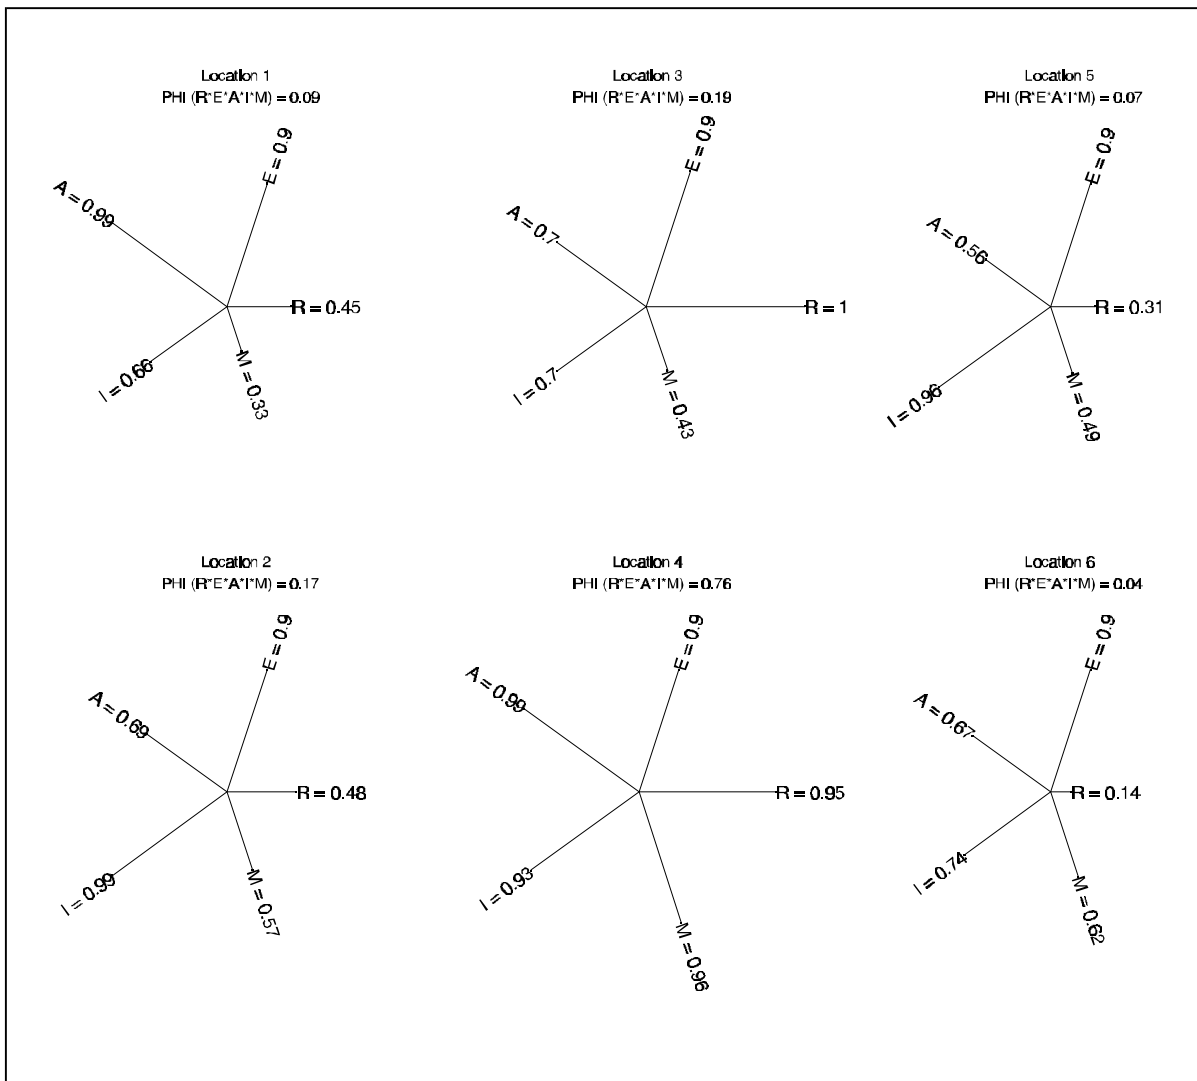 Location 1
PHI (R*E*A*I*M) = 0.09
E = 0.9
A = 0.99
R = 0.45
I = 0.66
M = 0.33
Location 3
PHI (R*E*A*I*M) = 0.19
E = 0.9
A = 0.7
R = 1
I = 0.7
M = 0.43
Location 5
PHI (R*E*A*I*M) = 0.07
E = 0.9
A = 0.56
R = 0.31
I = 0.96
M = 0.49
Location 2
PHI (R*E*A*I*M) = 0.17
E = 0.9
A = 0.69
R = 0.48
I = 0.99
M = 0.57
Location 4
PHI (R*E*A*I*M) = 0.76
E = 0.9
A = 0.99
R = 0.95
I = 0.93
M = 0.96
Location 6
PHI (R*E*A*I*M) = 0.04
E = 0.9
A = 0.67
R = 0.14
I = 0.74
M = 0.62